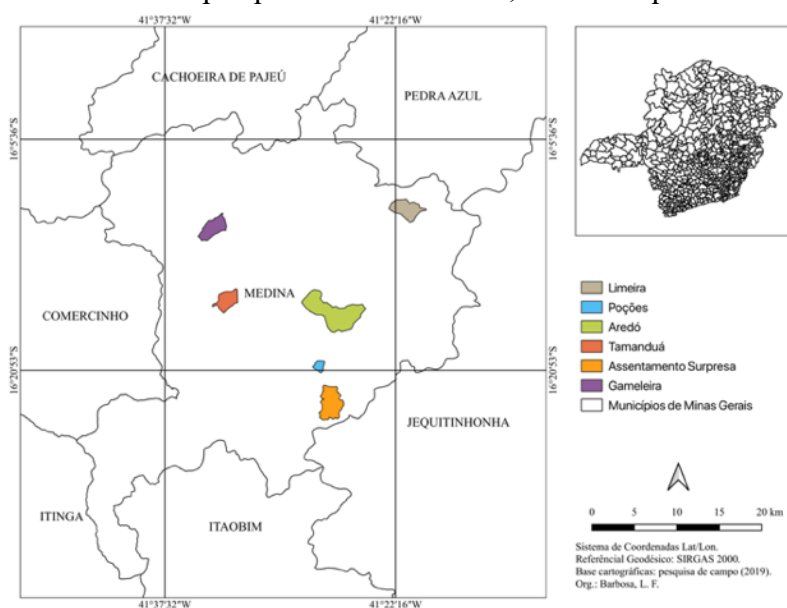 41°37'32"W
41°22'16"W
CACHOEIRA DE PAJEÚ
PEDRA AZUL
16°5'36"S
16°5'36"S
MEDINA
COMERCINHO
16°20'53"S
16°20'53"S
JEQUITINHONHA
ITINGA
ITAOBIM
41°37'32"W
41°22'16"W
Limeira
Poções
Aredó
Tamanduá
Assentamento Surpresa
Gameleira
Municípios de Minas Gerais
0 5 10 15 20 km
Sistema de Coordenadas Lat/Lon.
Referêncial Geodésico: SIRGAS 2000.
Base cartográficas: pesquisa de campo (2019).
Org.: Barbosa, L. F.